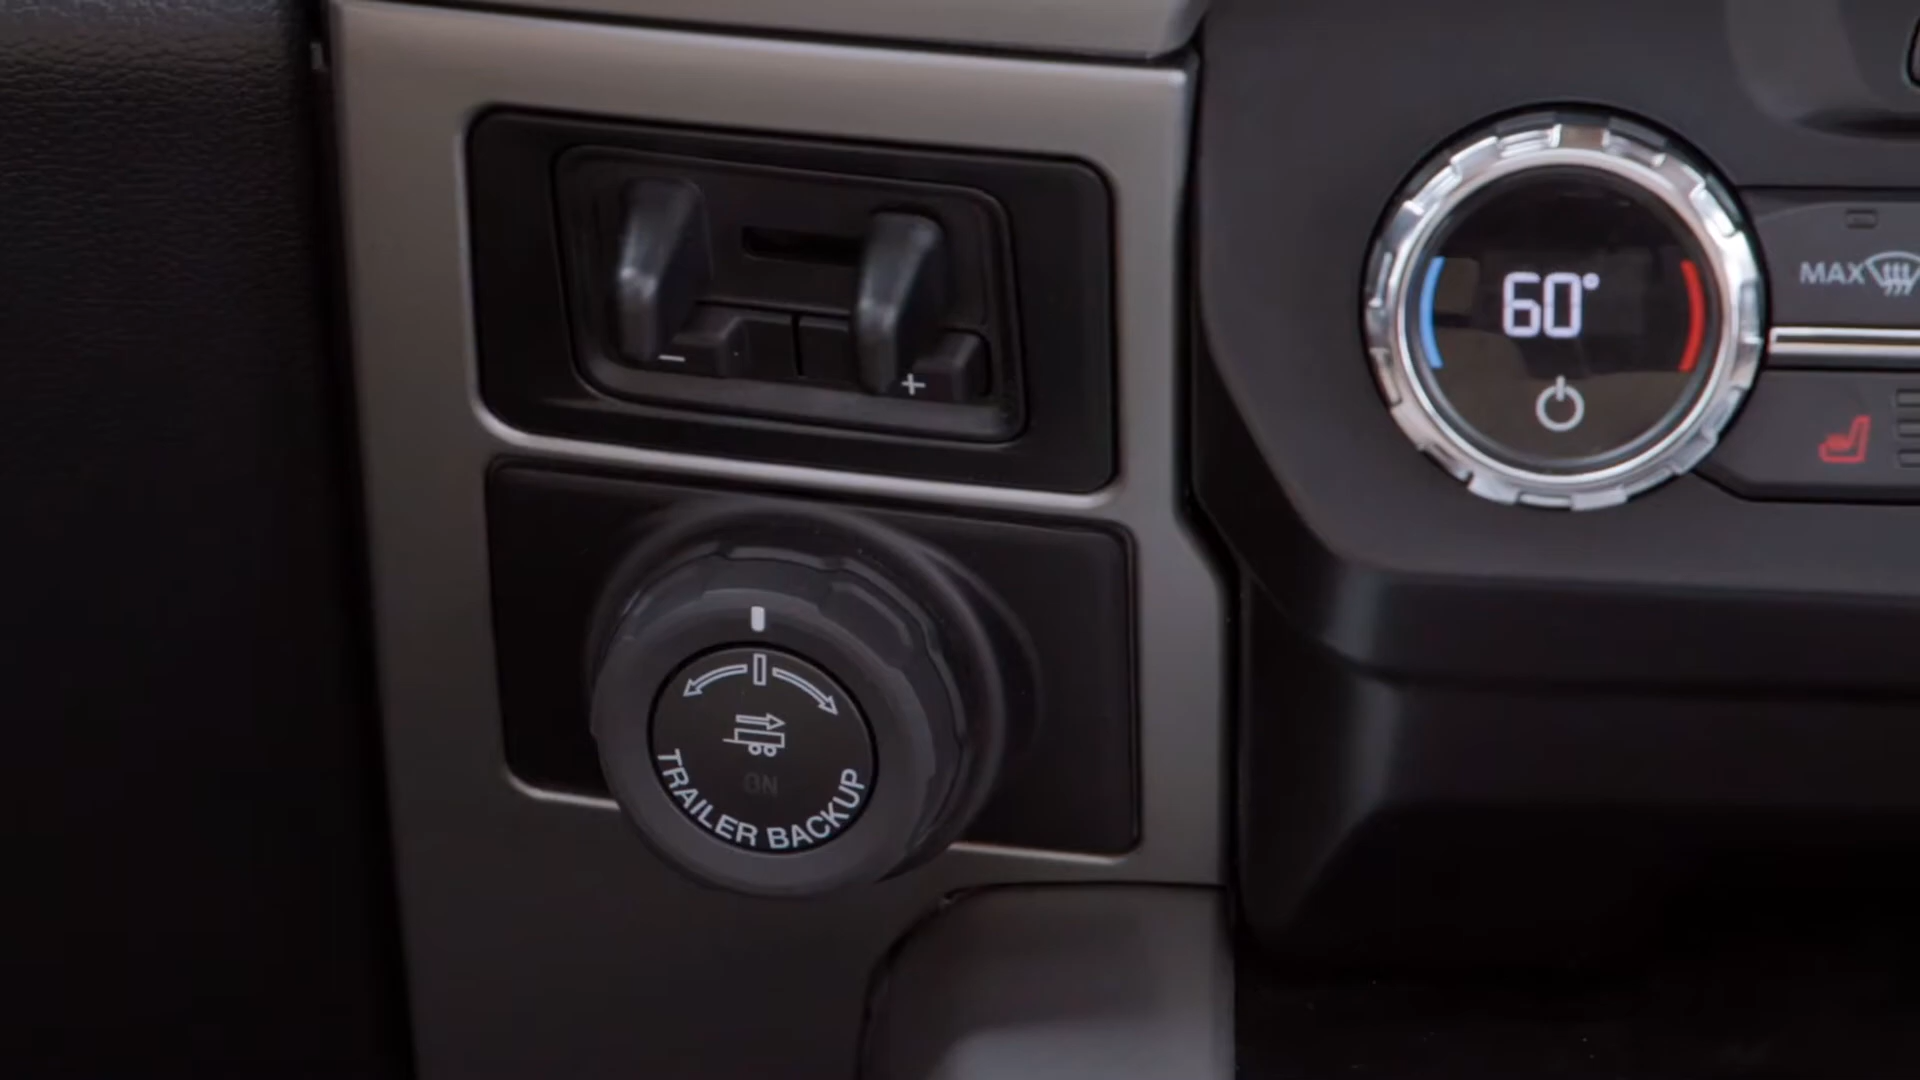 60°
MAX
-
+
ON
TRAILER BACKUP